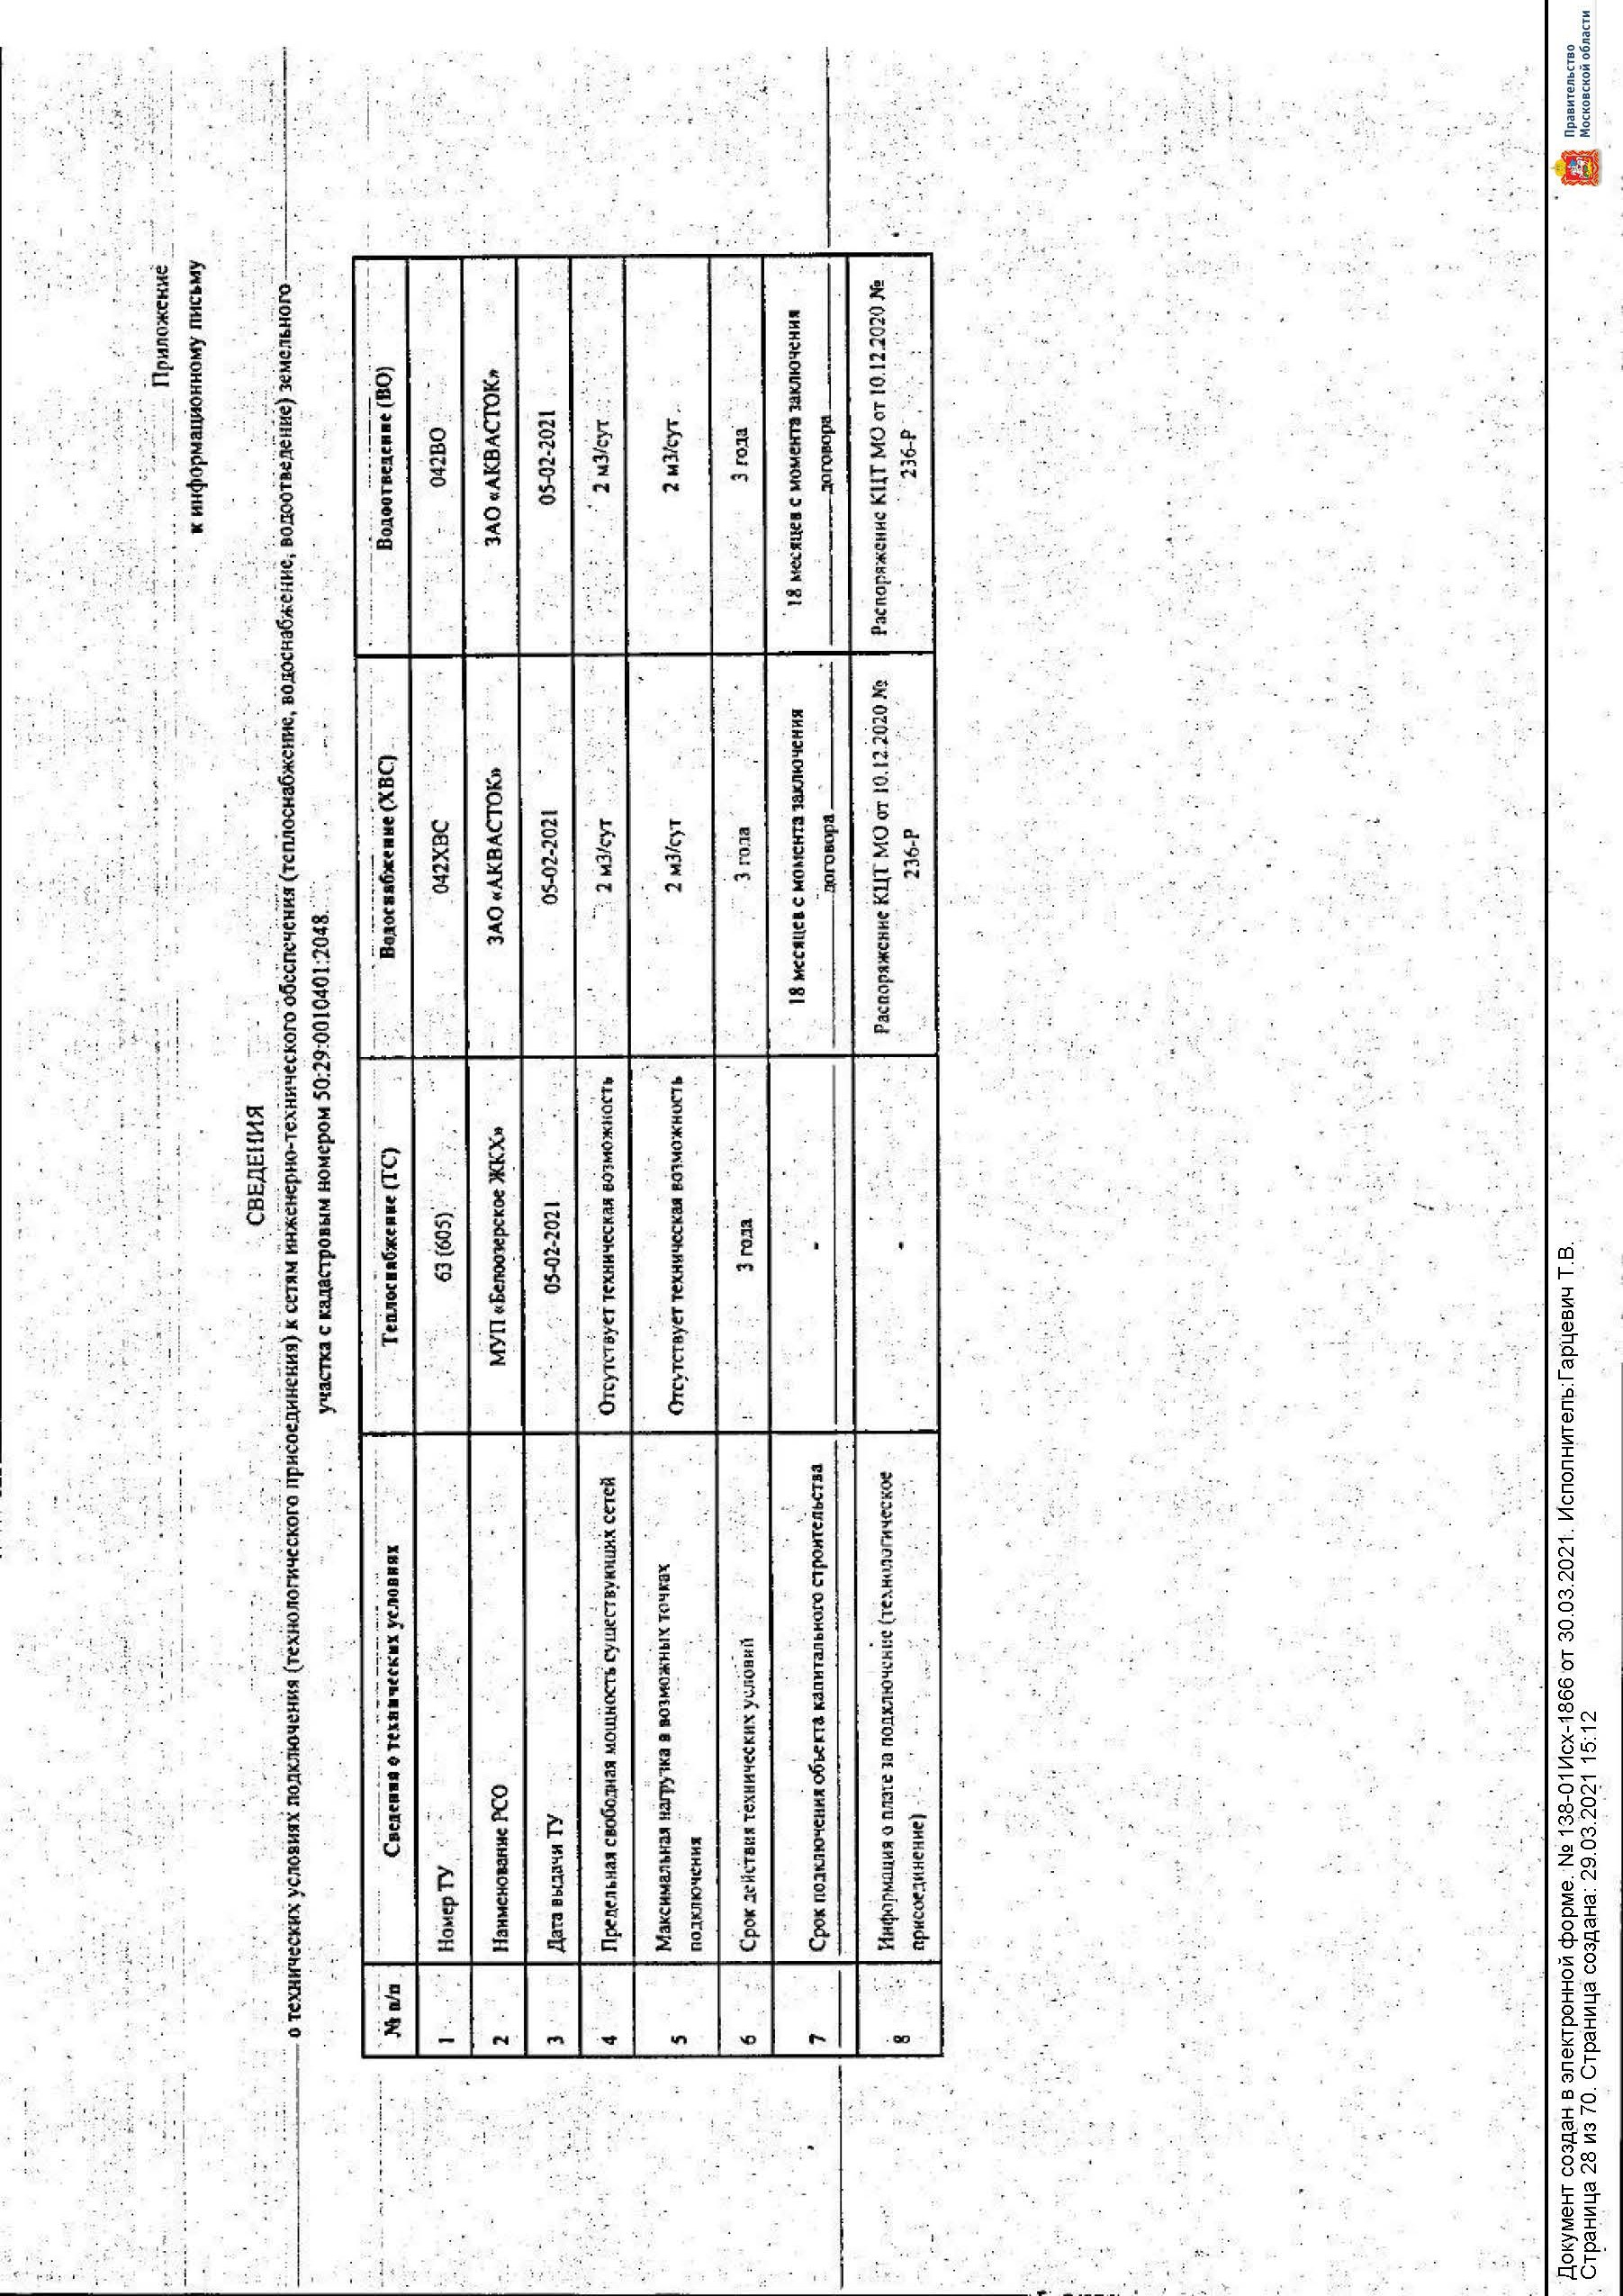 Приложение
к информационному письму
СВЕДЕНИЯ
о технических условиях подключения (технологического присоединения) к сетям инженерно-технического обеспечения (теплоснабжение, водоснабжение, водоотведение) земельного
участка с кадастровым номером 50:29:0010401:2048
№ п/п Сведения о технических условиях Теплоснабжение (ТС) Водоснабжение (ХВС) Водоотведение (ВО)
1 Номер ТУ 63 (605) 042ХВС 042ВО
2 Наименование РСО МУП «Белоозерское ЖКХ» ЗАО «АКВАСТОК» ЗАО «АКВАСТОК»
3 Дата выдачи ТУ 05-02-2021 05-02-2021 05-02-2021
4 Предельная свободная мощность существующих сетей Отсутствует техническая возможность 2 м3/сут 2 м3/сут
5 Максимальная нагрузка в возможных точках
подключения Отсутствует техническая возможность 2 м3/сут 2 м3/сут
6 Срок действия технических условий 3 года 3 года 3 года
7 Срок подключения объекта капитального строительства - 18 месяцев с момента заключения
договора 18 месяцев с момента заключения
договора
8 Информация о плате за подключение (технологическое
присоединение) - Распоряжение КЦТ МО от 10.12.2020 №
236-Р Распоряжение КЦТ МО от 10.12.2020 №
236-Р
Документ создан в электронной форме. № 138-01Исх-1866 от 30.03.2021. Исполнитель:Гарцевич Т.В.
Страница 28 из 70. Страница создана: 29.03.2021 15:12
Правительство
Московской области